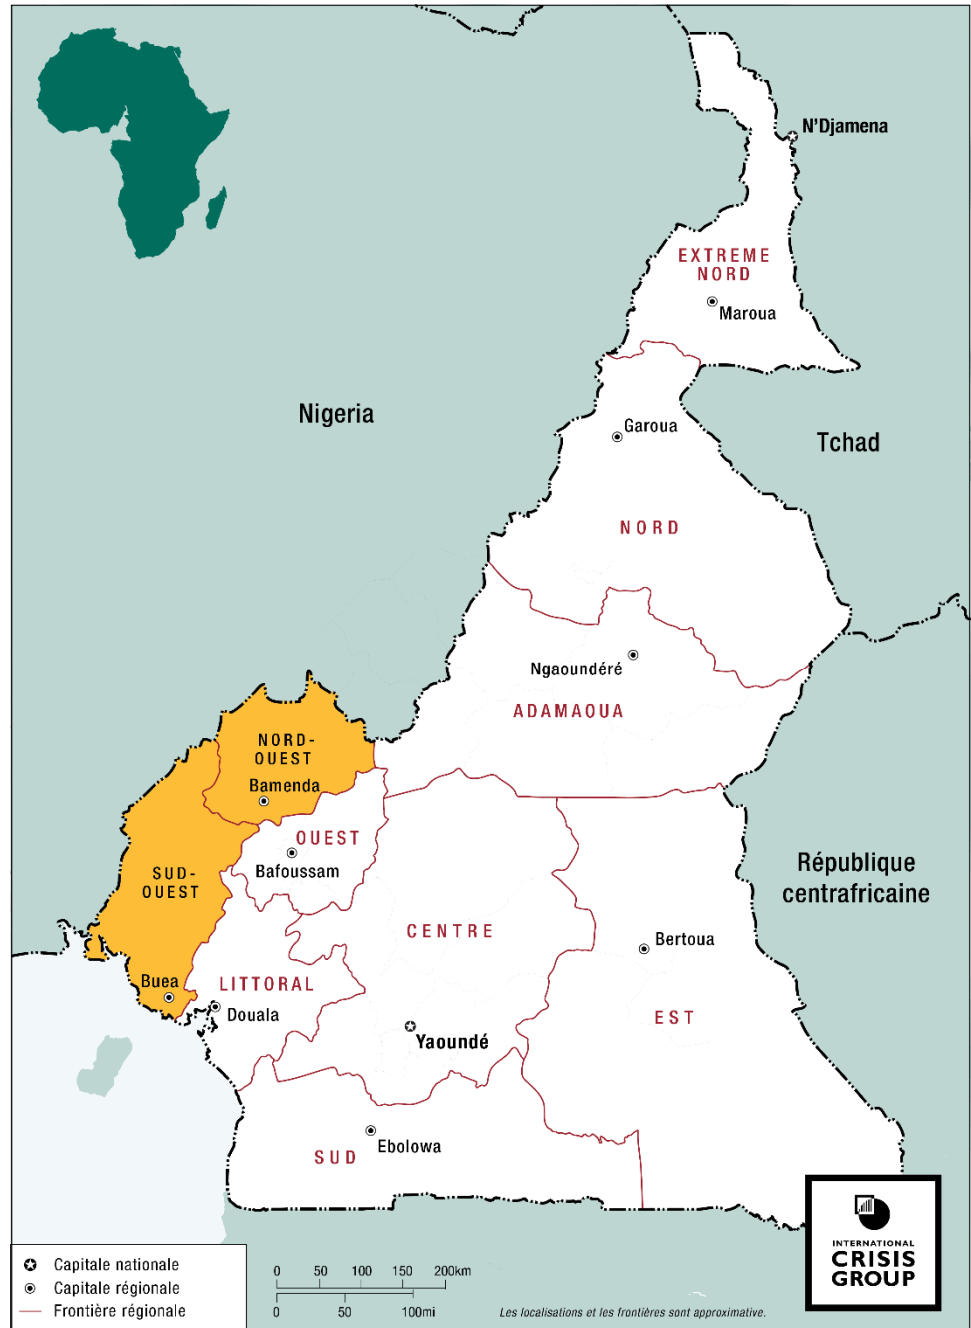 N'Djamena
EXTREME
NORD
Maroua
Nigeria
Garoua
Tchad
NORD
Ngaoundéré
ADAMAOUA
NORD-
OUEST
Bamenda
OUEST
Bafoussam
SUD-
OUEST
République
centrafricaine
CENTRE
Bertoua
Buea
LITTORAL
Douala
EST
Yaoundé
Ebolowa
SUD
INTERNATIONAL
CRISIS
GROUP
Capitale nationale
Capitale régionale
Frontière régionale
0 50 100 150 200km
0 50 100mi
Les localisations et les frontières sont approximative.